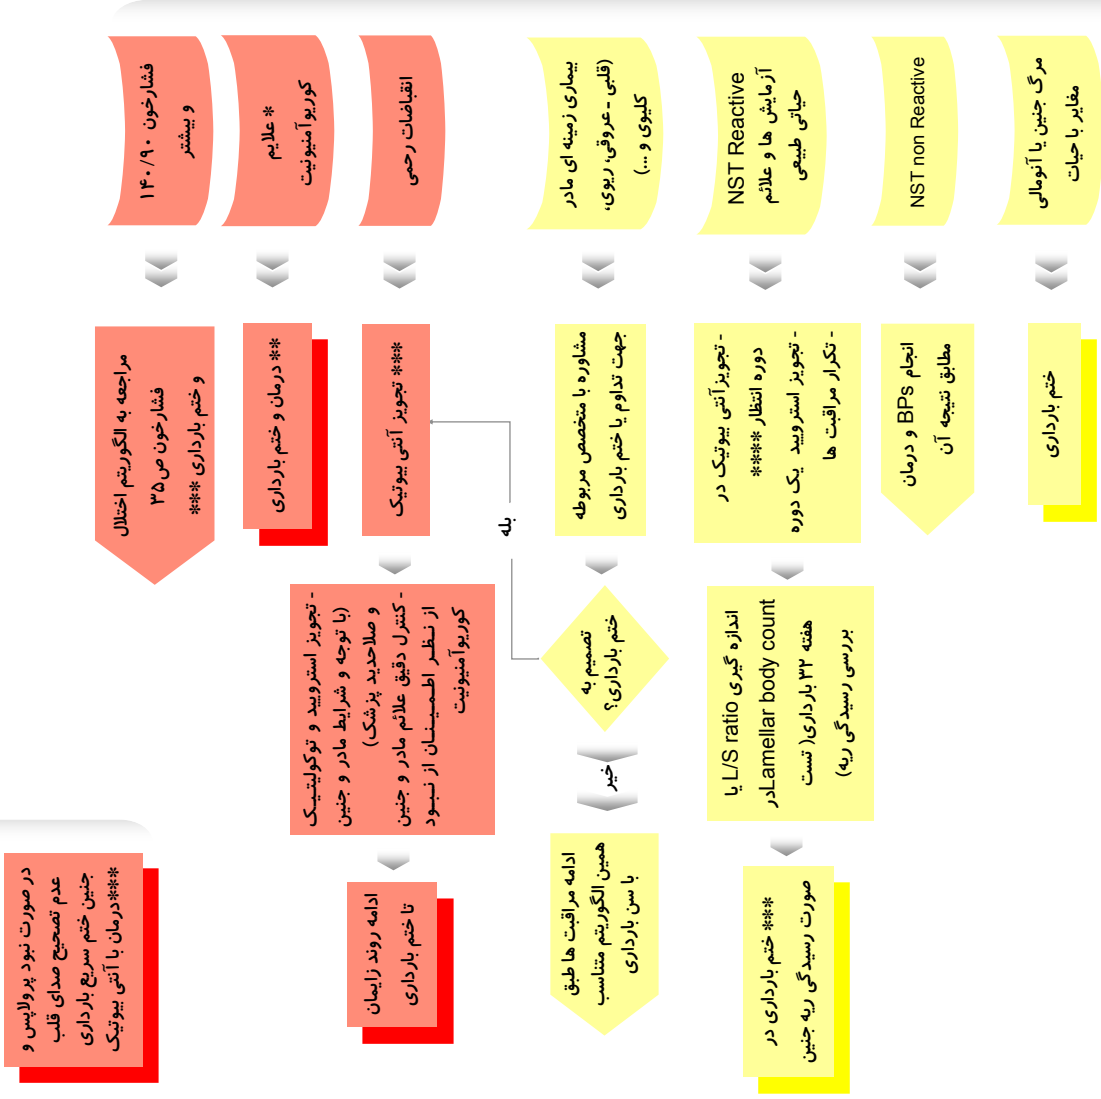 فشارخون ۱۴۰/۹۰
و بیشتر
* علایم
کوریوآمنیونیت
انقباضات رحمی
بیماری زمینه ای مادر
(قلبی - عروقی، ریوی،
کلیوی و ...)
NST Reactive
آزمایش ها و علائم
حیاتی طبیعی
NST non Reactive
مرگ جنین یا آنومالی
مغایر با حیات
مراجعه به الگوریتم اختلال
فشارخون ص۳۵
و ختم بارداری ***
** درمان و ختم بارداری
*** تجویز آنتی بیوتیک
مشاوره با متخصص مربوطه
جهت تداوم یا ختم بارداری
- تجویزآنتی بیوتیک در
دوره انتظار ****
- تجویز استرویید یک دوره
- تکرار مراقبت ها
انجام BPs و درمان
مطابق نتیجه آن
ختم بارداری
بله
- تجویز استرویید و توکولیتیک
(با توجه و شرایط مادر و جنین
و صلاحدید پزشک)
- کنترل دقیق علائم مادر و جنین
از نظر اطمینان از نبود
کوریوآمنیونیت
تصمیم به
ختم بارداری؟
خیر
اندازه گیری L/S ratio یا
Lamellar body countدر
هفته ۳۲ بارداری( تست
بررسی رسیدگی ریه)
در صورت نبود پرولاپس و
عدم تصحیح صدای قلب
جنین ختم سریع بارداری
***درمان با آنتی بیوتیک
ادامه روند زایمان
تا ختم بارداری
ادامه مراقبت ها طبق
همین الگوریتم متناسب
با سن بارداری
*** ختم بارداری در
صورت رسیدگی ریه جنین